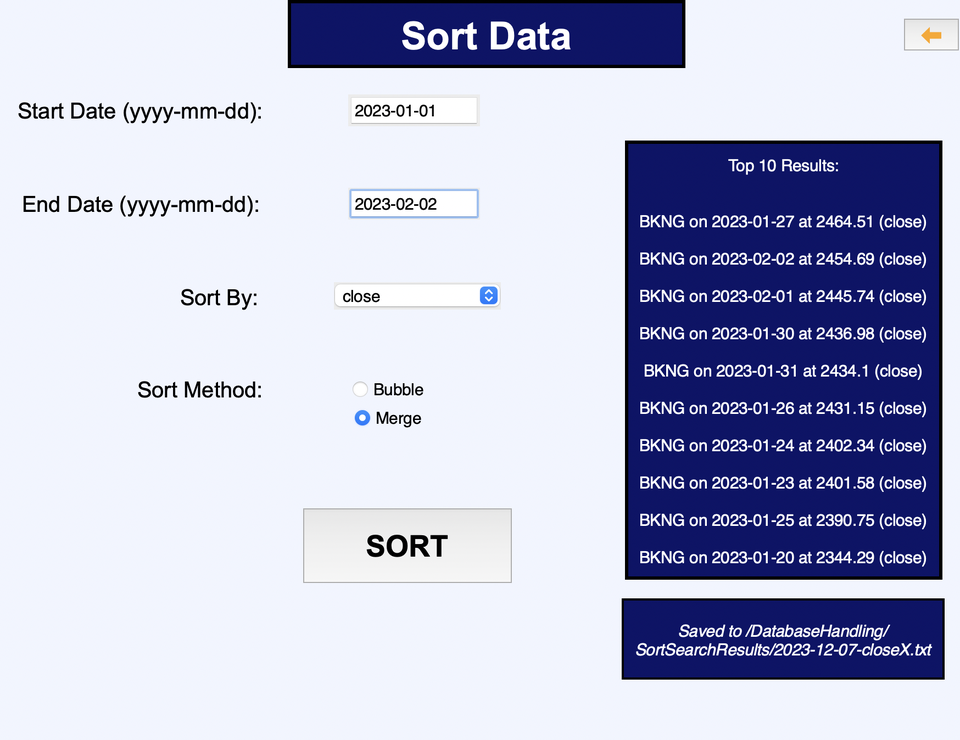 Sort Data
Start Date (yyyy-mm-dd):
2023-01-01
End Date (yyyy-mm-dd):
2023-02-02
Sort By:
close
Sort Method:
Bubble
Merge
SORT
Top 10 Results:
BKNG on 2023-01-27 at 2464.51 (close)
BKNG on 2023-02-02 at 2454.69 (close)
BKNG on 2023-02-01 at 2445.74 (close)
BKNG on 2023-01-30 at 2436.98 (close)
BKNG on 2023-01-31 at 2434.1 (close)
BKNG on 2023-01-26 at 2431.15 (close)
BKNG on 2023-01-24 at 2402.34 (close)
BKNG on 2023-01-23 at 2401.58 (close)
BKNG on 2023-01-25 at 2390.75 (close)
BKNG on 2023-01-20 at 2344.29 (close)
Saved to /DatabaseHandling/
SortSearchResults/2023-12-07-closeX.txt